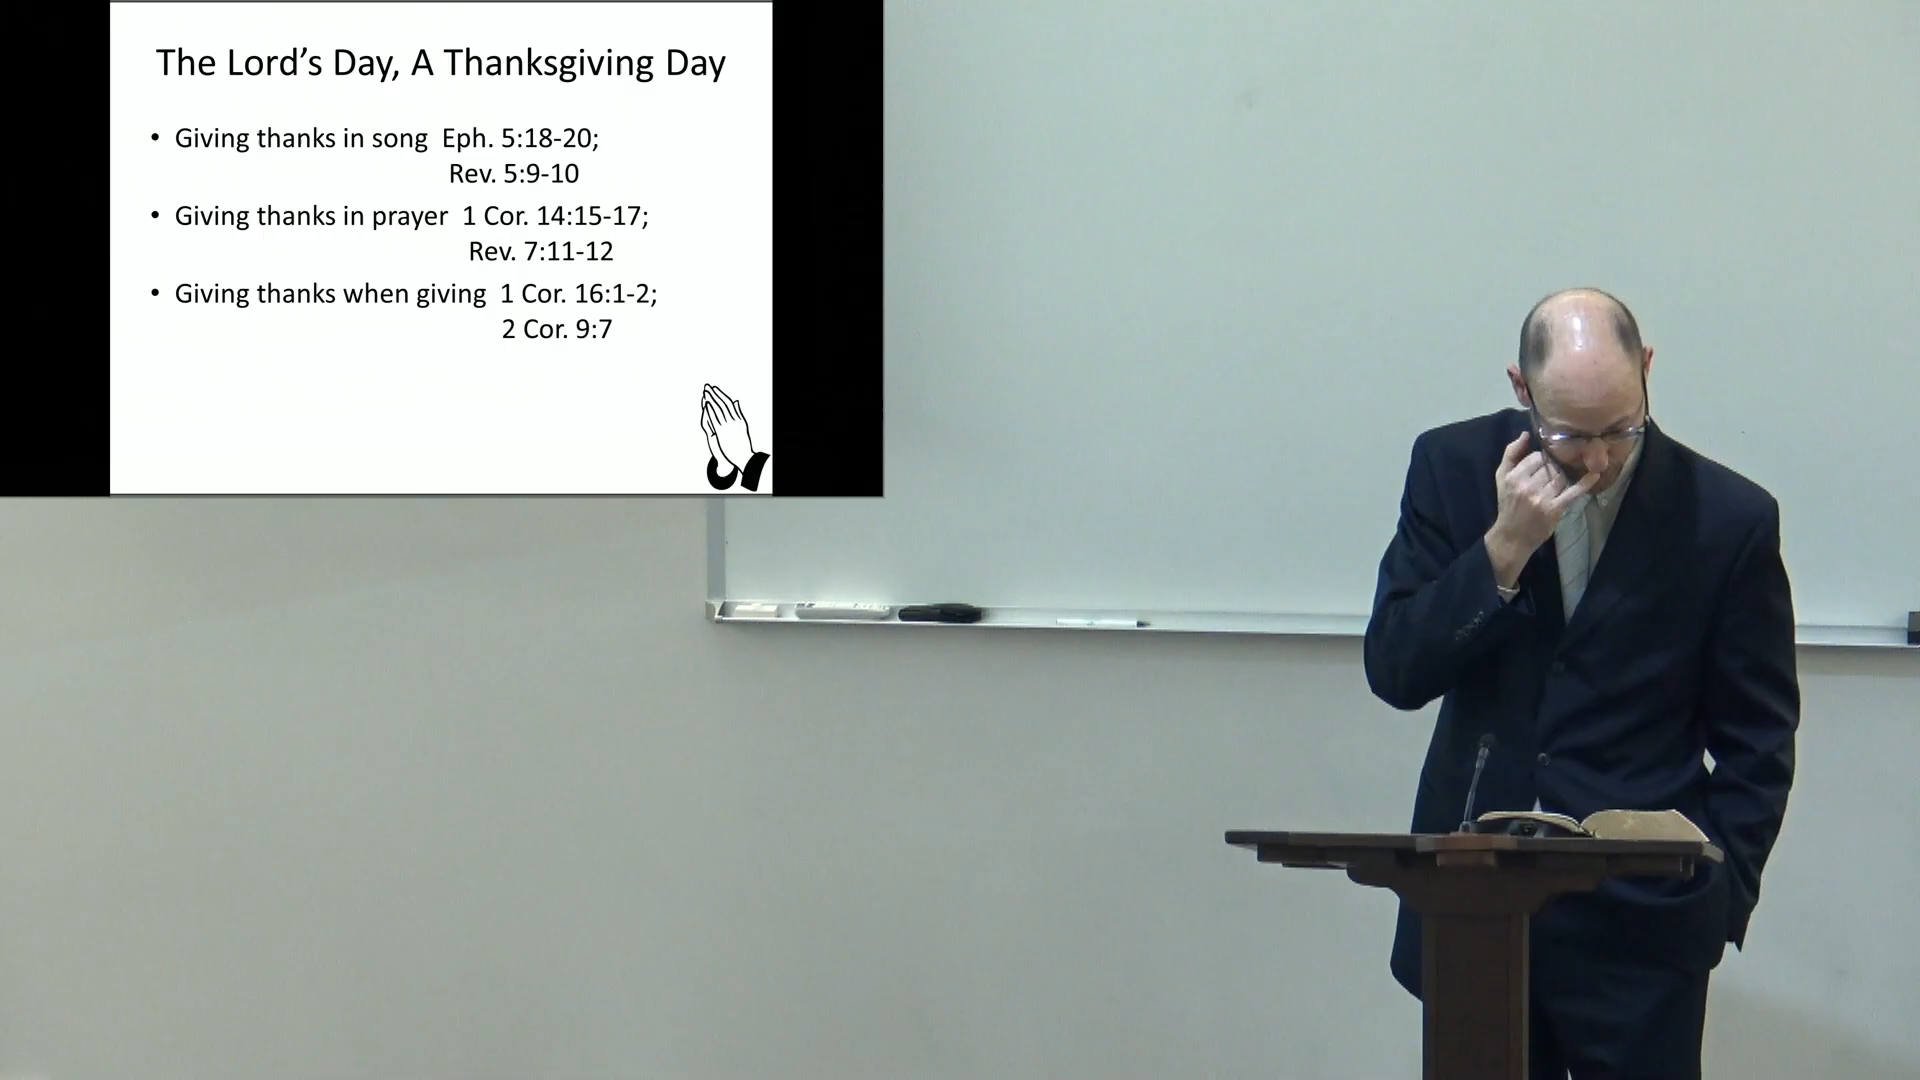 The Lord's Day, A Thanksgiving Day
• Giving thanks in song Eph. 5:18-20;
Rev. 5:9-10
• Giving thanks in prayer 1 Cor. 14:15-17;
Rev. 7:11-12
• Giving thanks when giving 1 Cor. 16:1-2;
2 Cor. 9:7